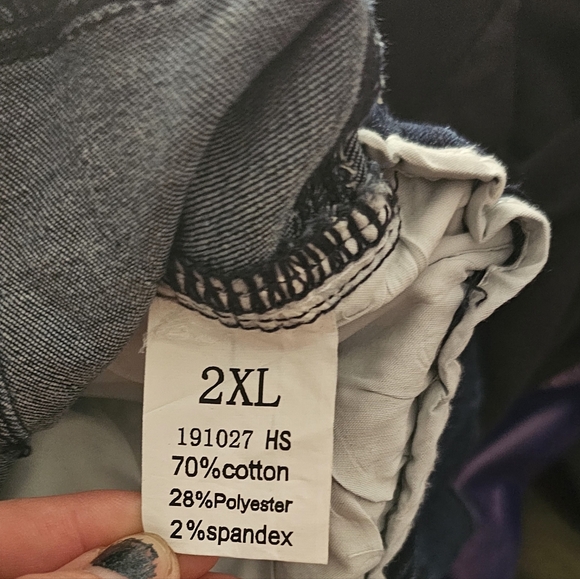 2XL
191027 HS
70%cotton
28%Polyester
2%spandex